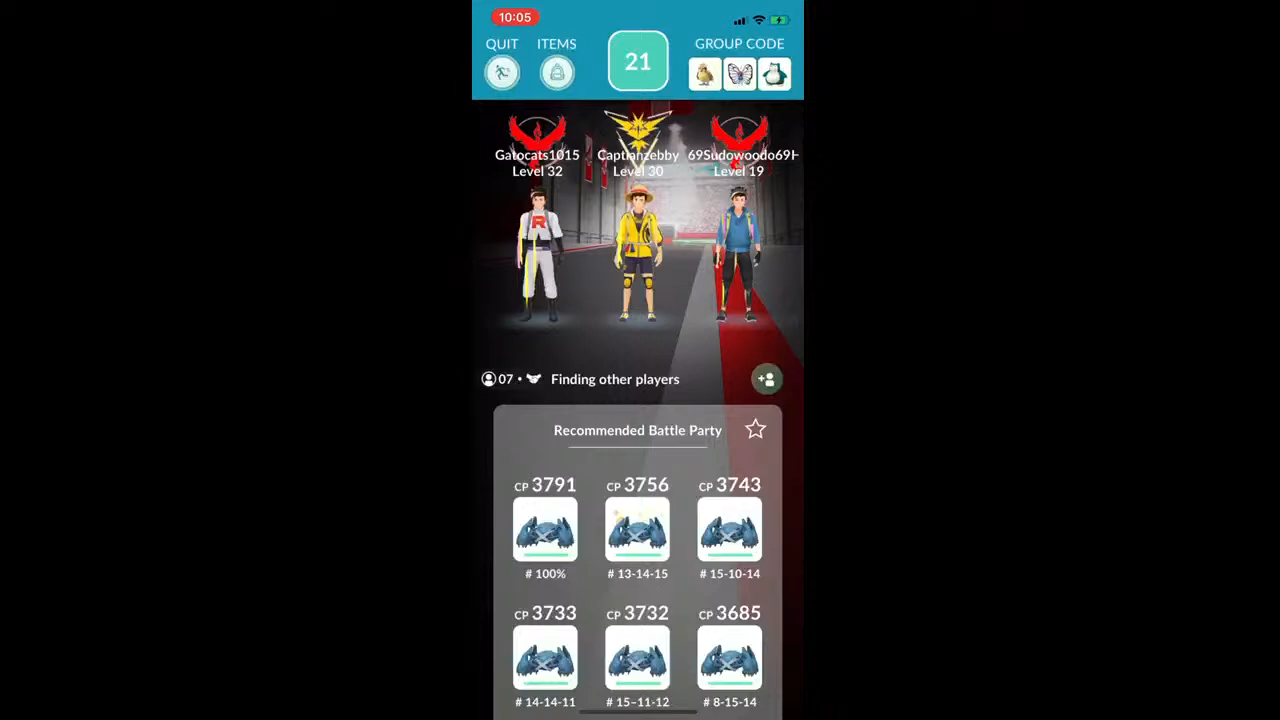 10:05
QUIT
ITEMS
21
GROUP CODE
Gatocats1015
Level 32
Captianzebby
Level 30
69Sudowoodo69H
Level 19
R
07 • Finding other players
Recommended Battle Party
CP 3791
CP 3756
CP 3743
# 100%
# 13-14-15
# 15-10-14
CP 3733
CP 3732
CP 3685
# 14-14-11
# 15-11-12
# 8-15-14